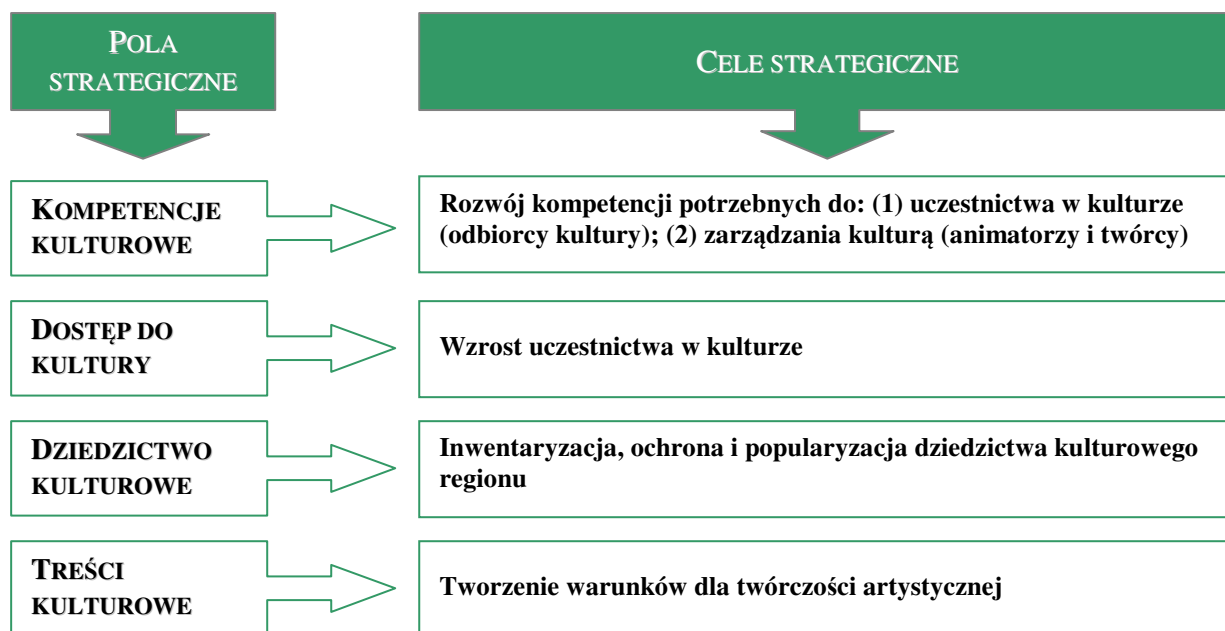 POLA
STRATEGICZNE
CELE STRATEGICZNE
KOMPETENCJE
KULTUROWE
Rozwój kompetencji potrzebnych do: (1) uczestnictwa w kulturze
(odbiorcy kultury); (2) zarządzania kulturą (animatorzy i twórcy)
DOSTĘP DO
KULTURY
Wzrost uczestnictwa w kulturze
DZIEDZICTWO
KULTUROWE
Inwentaryzacja, ochrona i popularyzacja dziedzictwa kulturowego
regionu
TREŚCI
KULTUROWE
Tworzenie warunków dla twórczości artystycznej